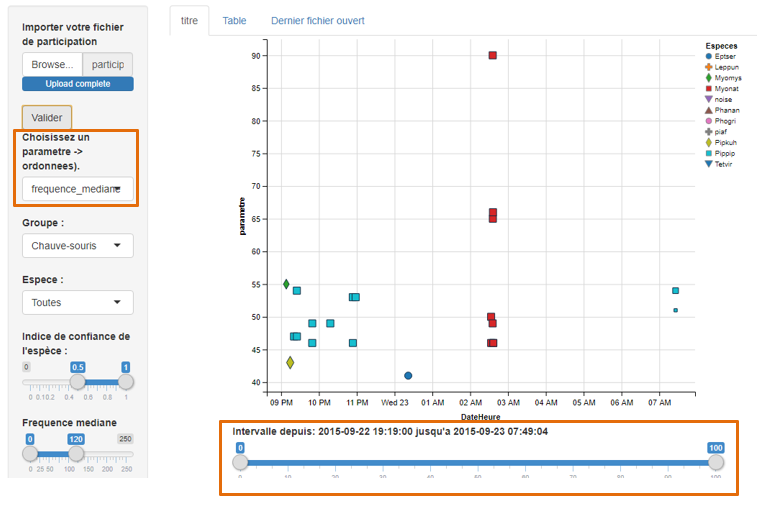 titre Table Dernier fichier ouvert
Importer votre fichier
de participation
Browse... particip
Upload complete
Valider
Choisissez un
parametre ->
ordonnees).
frequence_mediane
Groupe :
Chauve-souris
Espece :
Toutes
Indice de confiance de
l'espèce :
0 0.5 1
0 0.1 0.2 0.4 0.6 0.8 1
Frequence mediane
0 120 250
0 25 50 100 150 200 250
parametre
90
85
80
75
70
65
60
55
50
45
40
09 PM 10 PM 11 PM Wed 23 01 AM 02 AM 03 AM 04 AM 05 AM 06 AM 07 AM
DateHeure
Especes
Eptser
Leppun
Myomys
Myonat
noise
Phanan
Phogri
piaf
Pipkuh
Pippip
Tetvir
Intervalle depuis: 2015-09-22 19:19:00 jusqu'a 2015-09-23 07:49:04
0 100
0 10 20 30 40 50 60 70 80 90 100